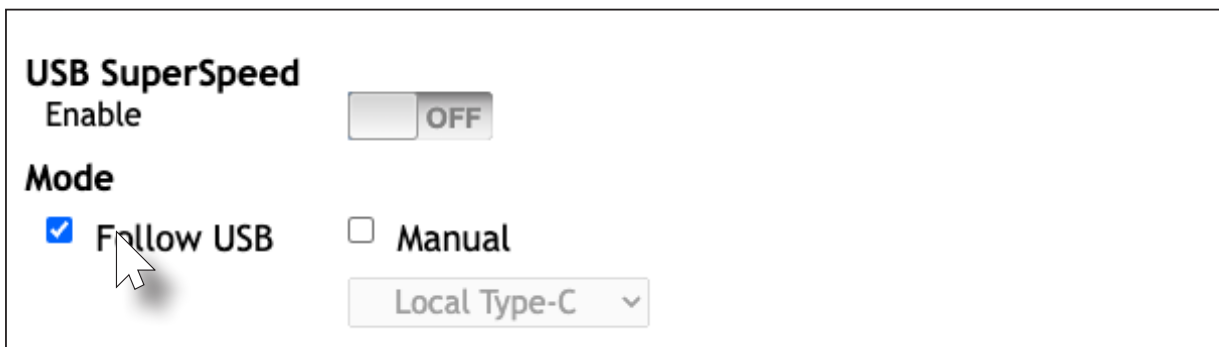 USB SuperSpeed
Enable OFF
Mode
Follow USB Manual
Local Type-C